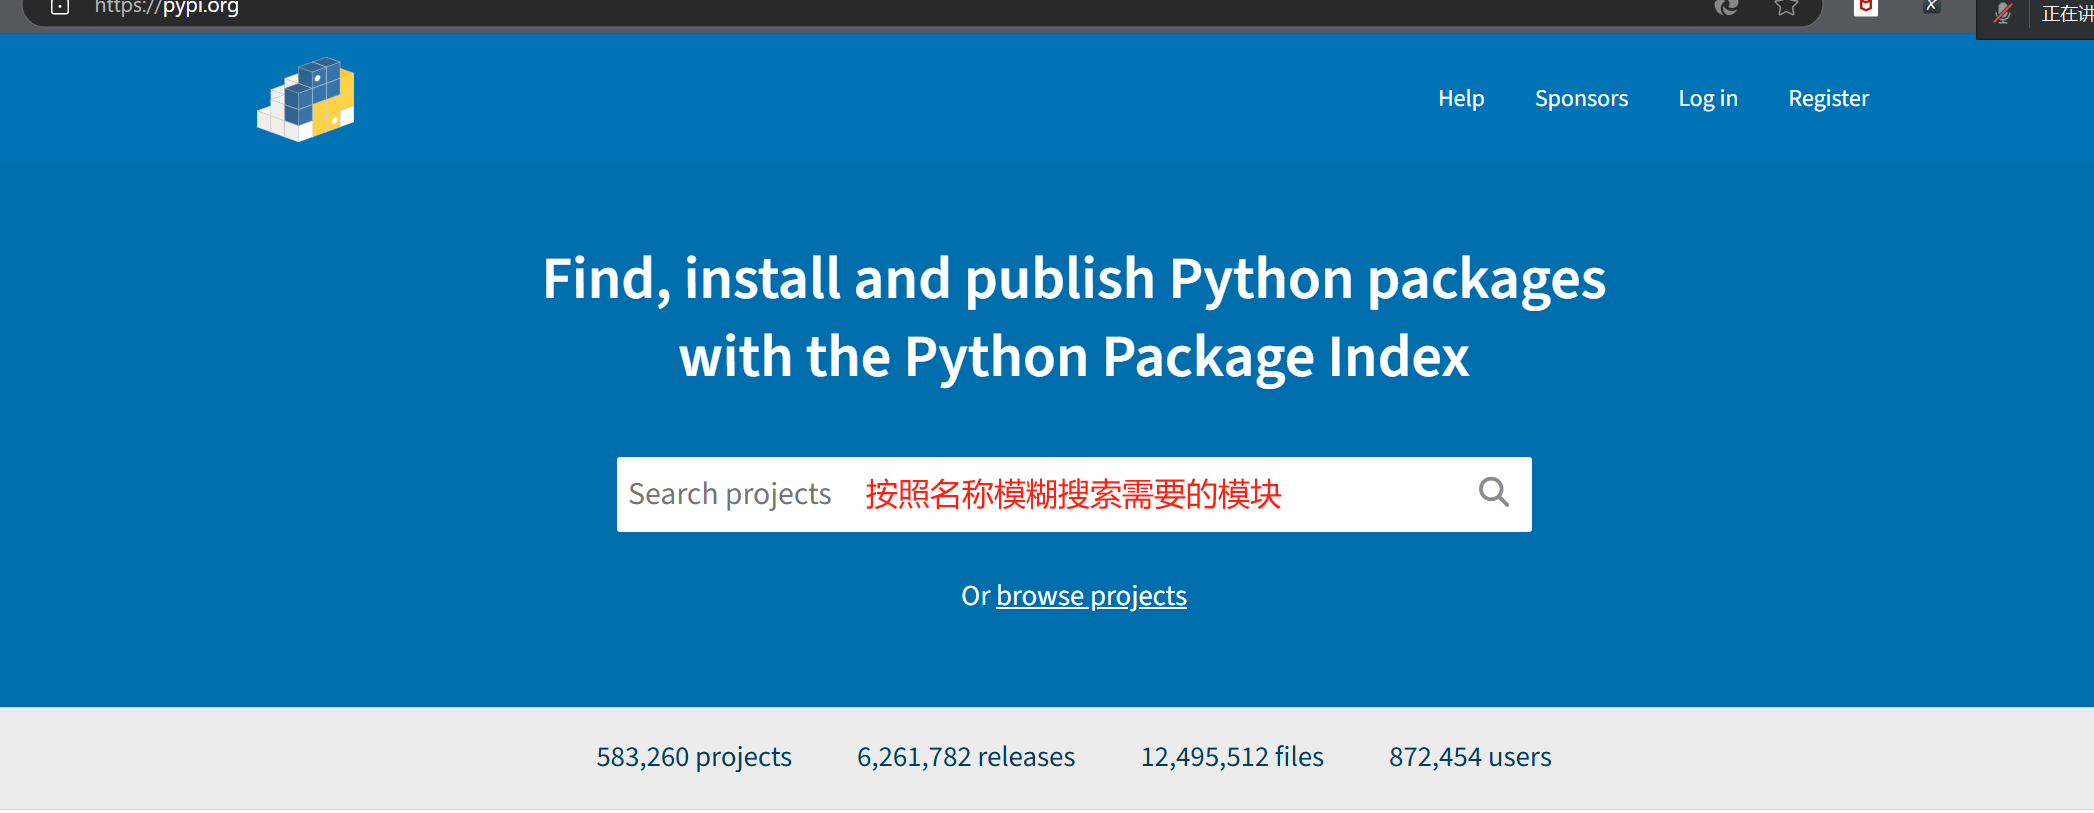 https://pypi.org
正在讲
Help Sponsors Log in Register
Find, install and publish Python packages
with the Python Package Index
Search projects 按照名称模糊搜索需要的模块
Or browse projects
583,260 projects 6,261,782 releases 12,495,512 files 872,454 users